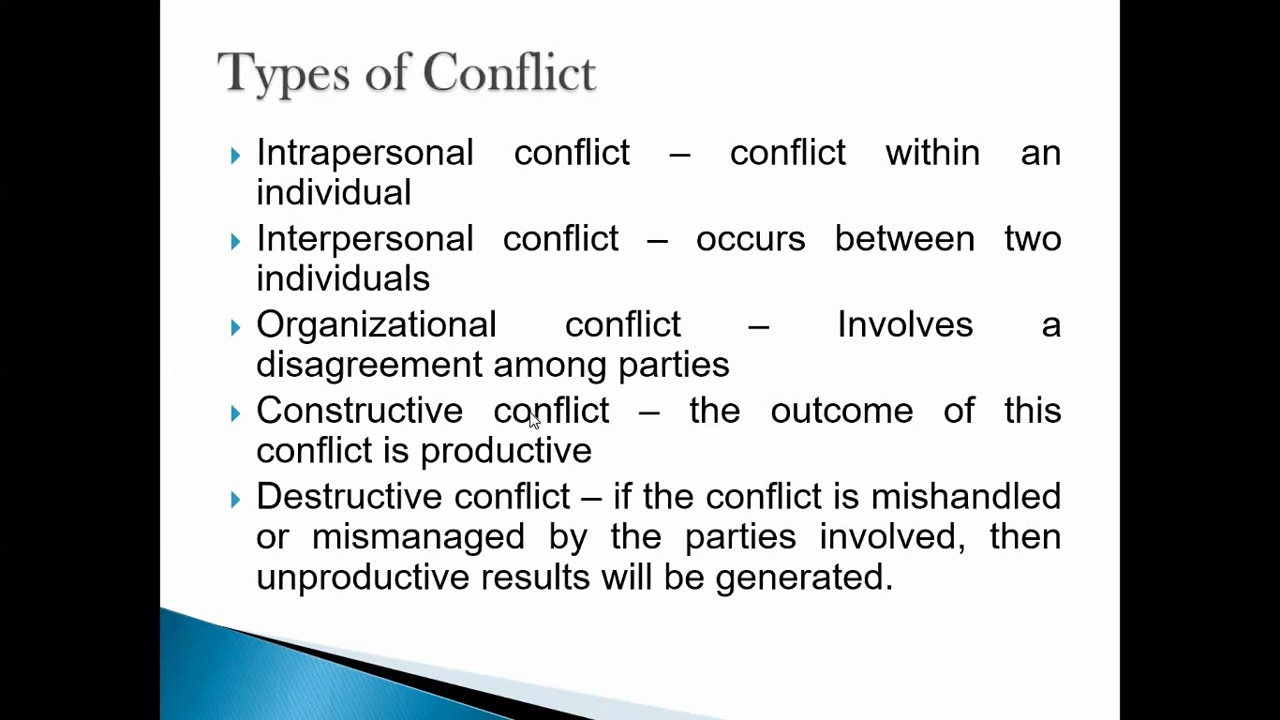 Types of Conflict
Intrapersonal conflict – conflict within an
individual
Interpersonal conflict – occurs between two
individuals
Organizational conflict – Involves a
disagreement among parties
Constructive conflict – the outcome of this
conflict is productive
Destructive conflict – if the conflict is mishandled
or mismanaged by the parties involved, then
unproductive results will be generated.